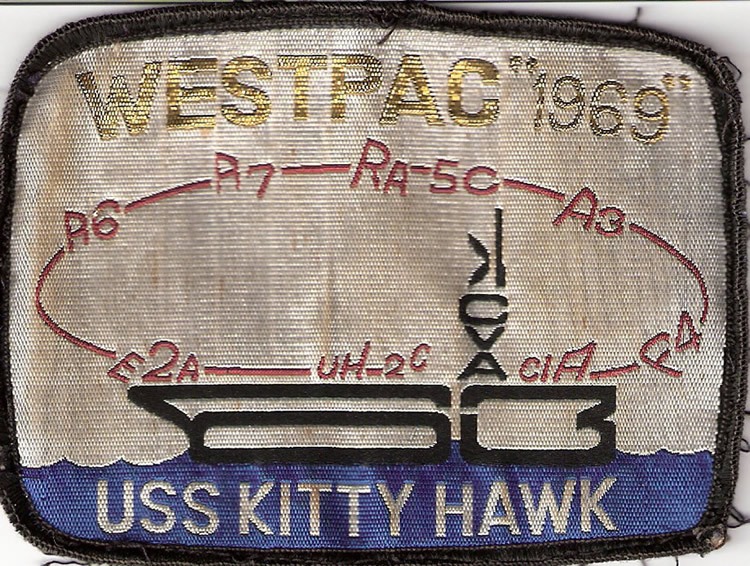 WESTPAC "1969"
A6 A7 RA-5C A3
CVA
E2A UH-2C C1A F4
63
USS KITTY HAWK